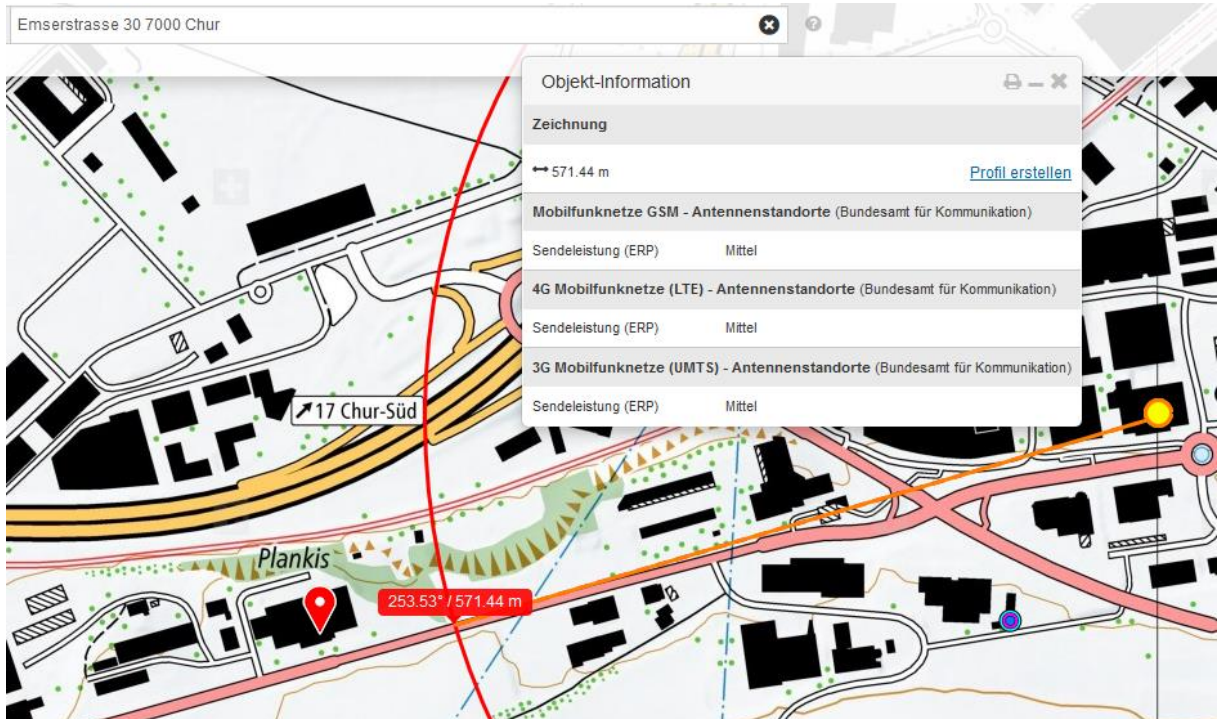 Emserstrasse 30 7000 Chur
Objekt-Information
Zeichnung
571.44 m
Profil erstellen
Mobilfunknetze GSM - Antennenstandorte (Bundesamt für Kommunikation)
Sendeleistung (ERP) Mittel
4G Mobilfunknetze (LTE) - Antennenstandorte (Bundesamt für Kommunikation)
Sendeleistung (ERP) Mittel
3G Mobilfunknetze (UMTS) - Antennenstandorte (Bundesamt für Kommunikation)
Sendeleistung (ERP) Mittel
17 Chur-Süd
Plankis
253.53° / 571.44 m